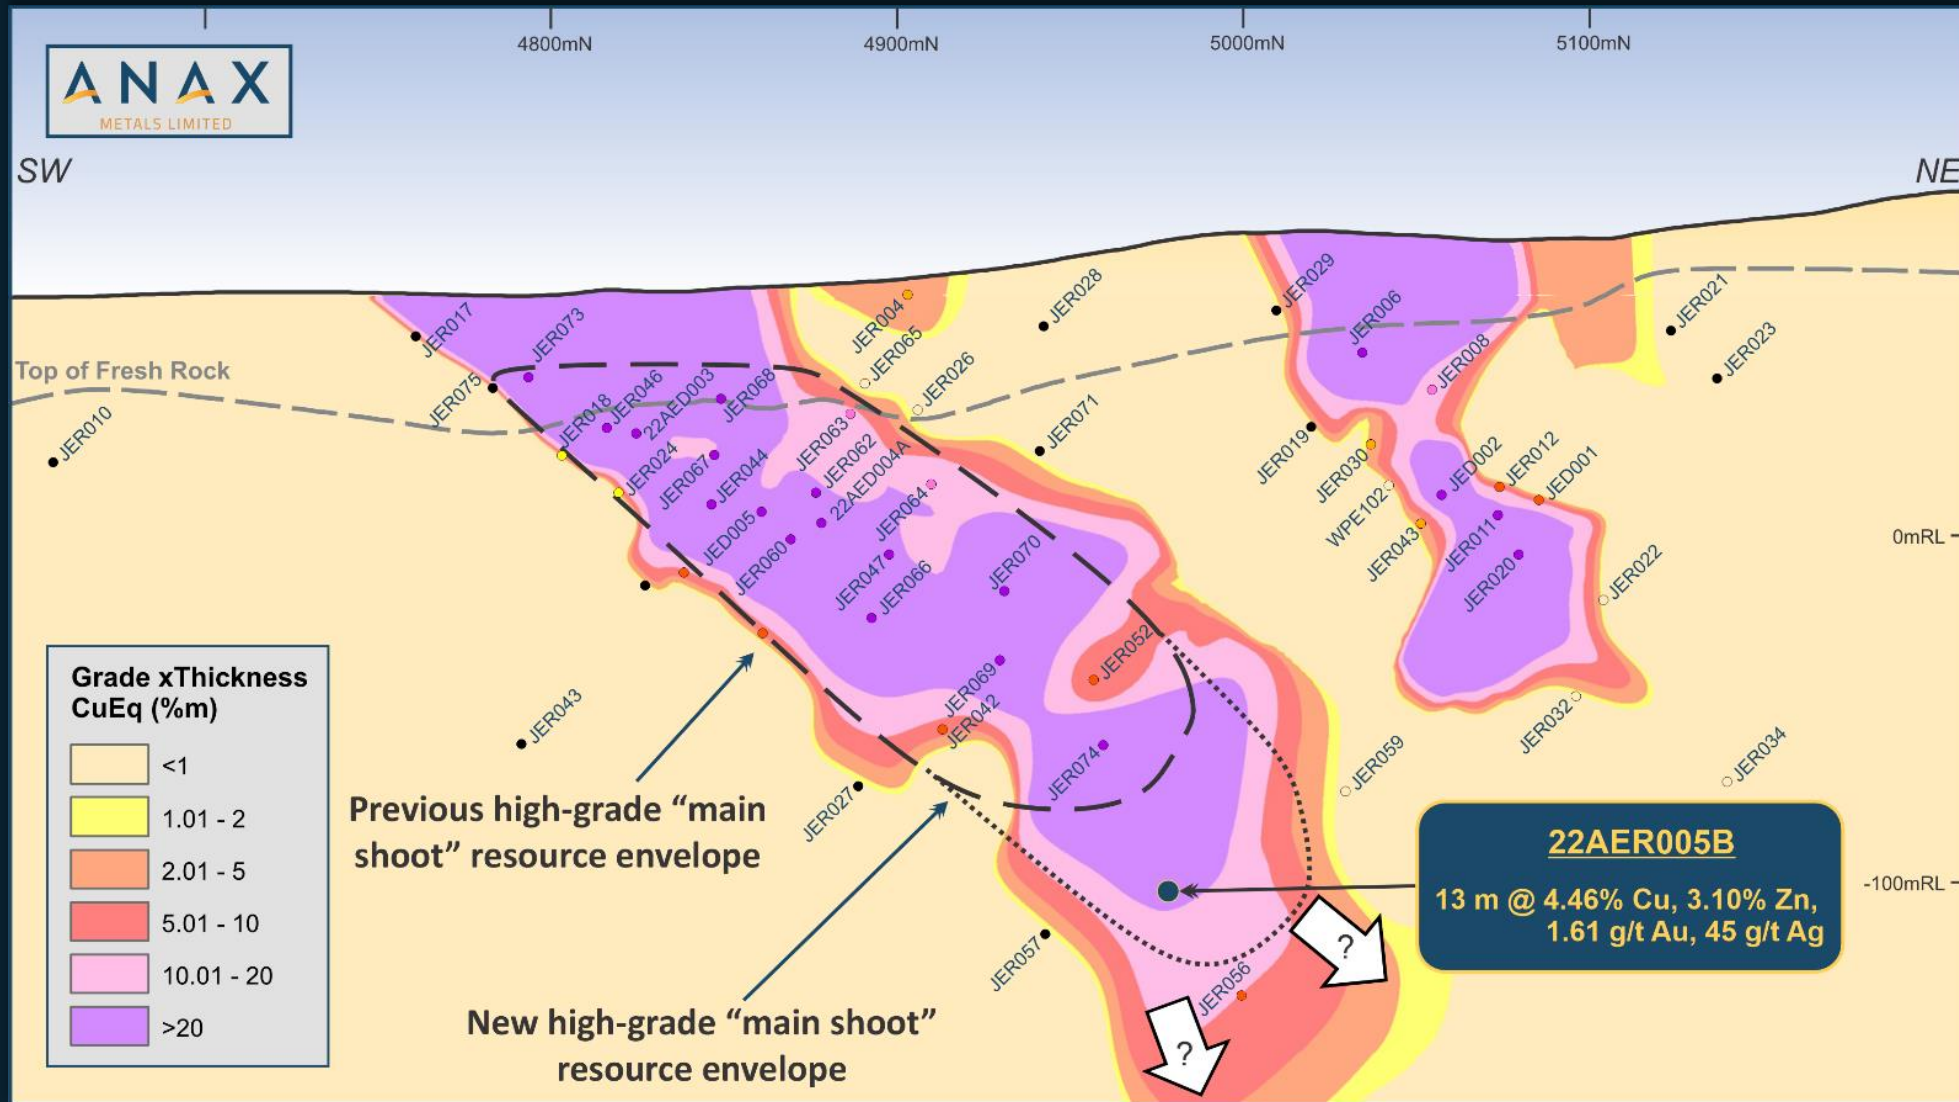 4800mN
4900mN
5000mN
5100mN
ANAX
METALS LIMITED
SW
NE
Top of Fresh Rock
JER010
JER017
JER073
JER075
JER018
JER046
22AED003
JER068
JER004
JER065
JER026
JER028
JER071
JER024
JER067
JER044
JER063
JER062
22AED004A
JER064
JED005
JER060
JER047
JER066
JER070
JER052
JER069
JER042
JER074
JER043
JER027
JER057
JER056
JER059
JER029
JER006
JER008
JER021
JER023
JER019
JER030
WPE102
JER043
JED002
JER012
JED001
JER011
JER020
JER022
JER032
JER034
0mRL
-100mRL
Grade xThickness
CuEq (%m)
<1
1.01 - 2
2.01 - 5
5.01 - 10
10.01 - 20
>20
Previous high-grade “main
shoot” resource envelope
New high-grade “main shoot”
resource envelope
22AER005B
13 m @ 4.46% Cu, 3.10% Zn,
1.61 g/t Au, 45 g/t Ag
?
?